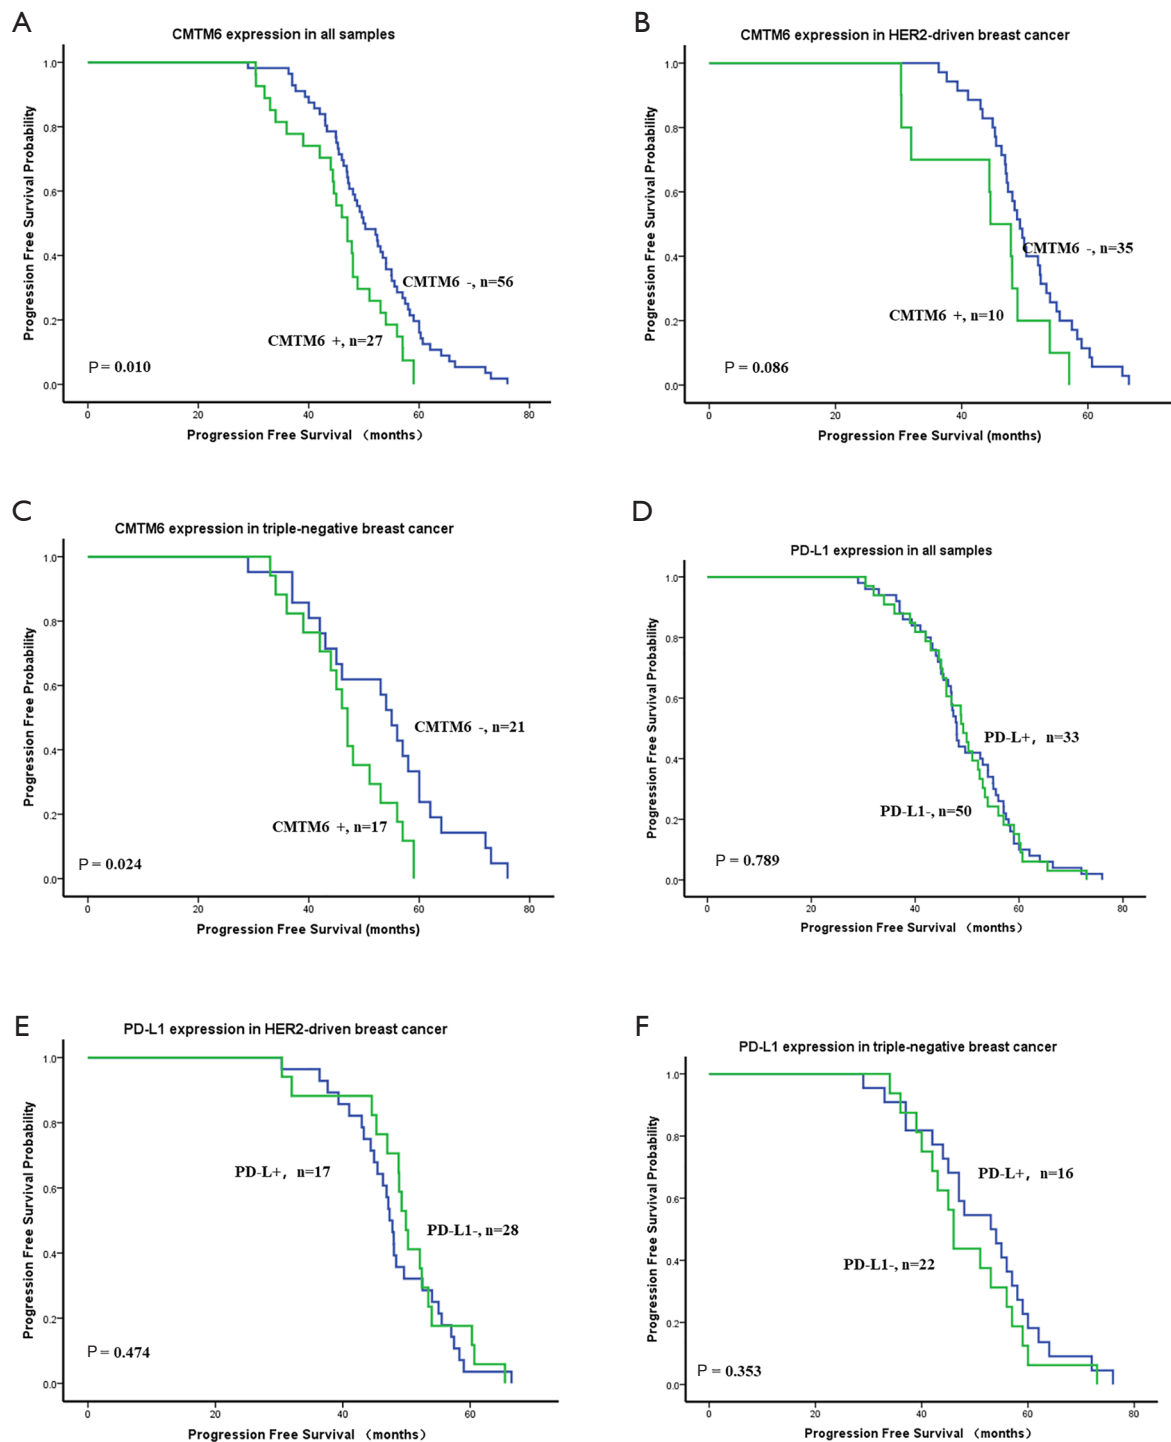 A
CMTM6 expression in all samples
Progression Free Survival Probability
1.0
0.8
0.6
0.4
0.2
0.0
CMTM6 -, n=56
CMTM6 +, n=27
P = 0.010
0 20 40 60 80
Progression Free Survival （months）
B
CMTM6 expression in HER2-driven breast cancer
Progression Free Survival Probability
1.0
0.8
0.6
0.4
0.2
0.0
CMTM6 -, n=35
CMTM6 +, n=10
P = 0.086
0 20 40 60
Progression Free Survival (months)
C
CMTM6 expression in triple-negative breast cancer
Progression Free Probability
1.0
0.8
0.6
0.4
0.2
0.0
CMTM6 -, n=21
CMTM6 +, n=17
P = 0.024
0 20 40 60 80
Progression Free Survival (months)
D
PD-L1 expression in all samples
Progression Free Survival Probability
1.0
0.8
0.6
0.4
0.2
0.0
PD-L+, n=33
PD-L1-, n=50
P = 0.789
0 20 40 60 80
Progression Free Survival （months）
E
PD-L1 expression in HER2-driven breast cancer
Progression Free Survival Probability
1.0
0.8
0.6
0.4
0.2
0.0
PD-L+, n=17
PD-L1-, n=28
P = 0.474
0 20 40 60
Progression Free Survival （months）
F
PD-L1 expression in triple-negative breast cancer
Progression Free Survival Probability
1.0
0.8
0.6
0.4
0.2
0.0
PD-L+, n=16
PD-L1-, n=22
P = 0.353
0 20 40 60 80
Progression Free Survival （months）